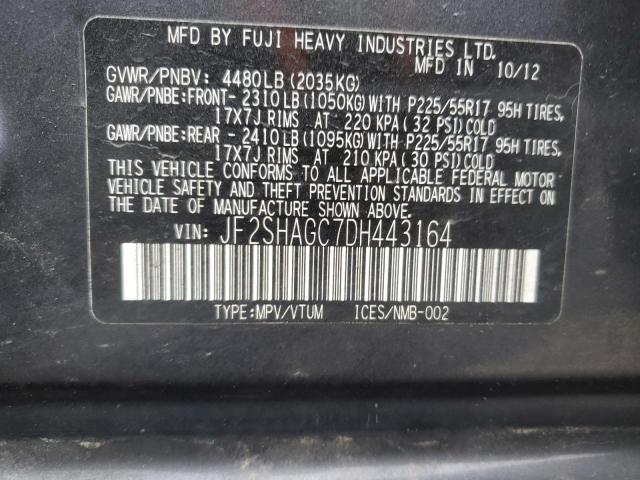 MFD BY FUJI HEAVY INDUSTRIES LTD.
MFD IN 10/12
GVWR/PNBV: 4480LB(2035KG)
GAWR/PNBE:FRONT-2310LB(1050KG)WITH P225/55R17 95H TIRES,
17X7J RIMS AT 220 KPA(32 PSI)COLD
GAWR/PNBE:REAR -2410LB(1095KG)WITH P225/55R17 95H TIRES,
17X7J RIMS AT 210 KPA(30 PSI)COLD
THIS VEHICLE CONFORMS TO ALL APPLICABLE FEDERAL MOTOR
VEHICLE SAFETY AND THEFT PREVENTION STANDARDS IN EFFECT ON
THE DATE OF MANUFACTURE SHOWN ABOVE.
VIN: JF2SHAGC7DH443164
TYPE:MPV/VTUM ICES/NMB-002